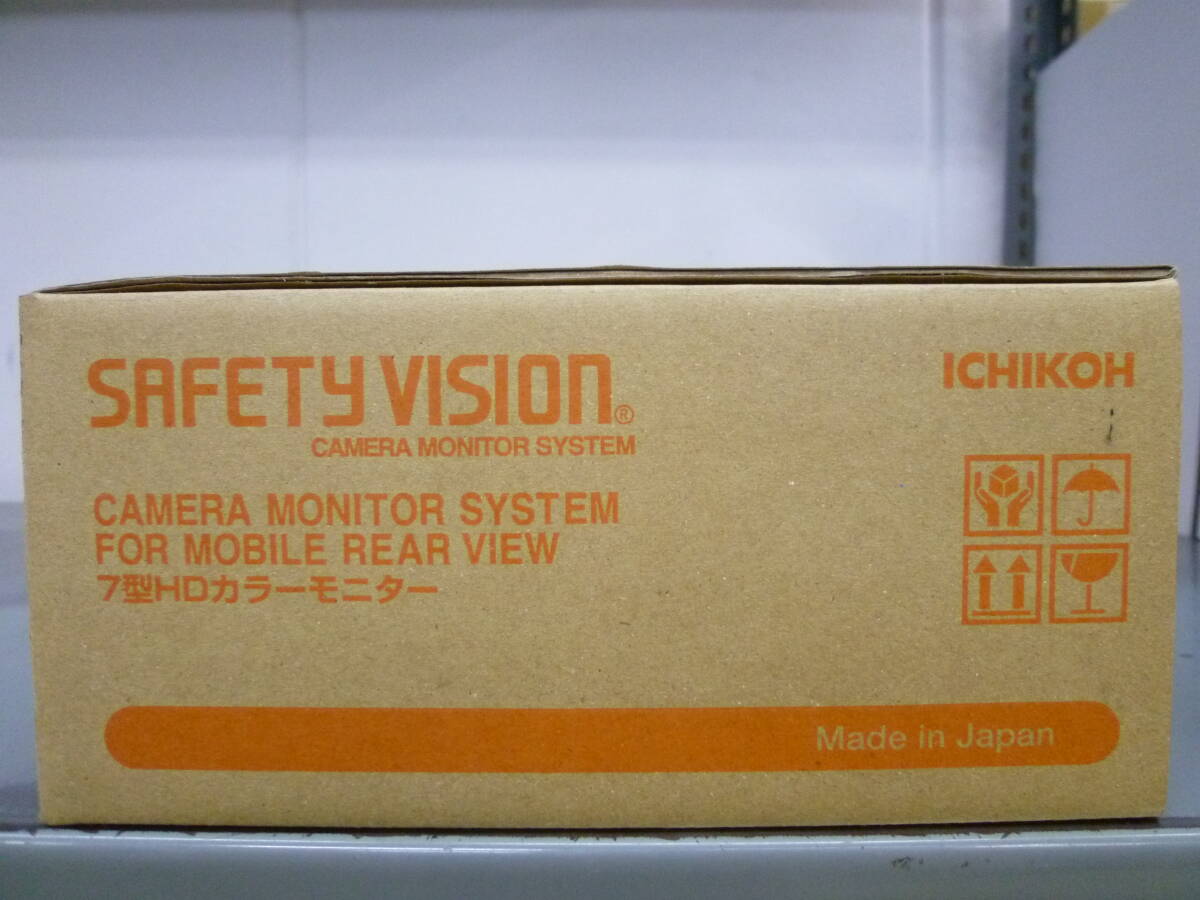 SAFETY VISION®
CAMERA MONITOR SYSTEM
ICHIKOH
CAMERA MONITOR SYSTEM
FOR MOBILE REAR VIEW
7型HDカラーモニター
Made in Japan